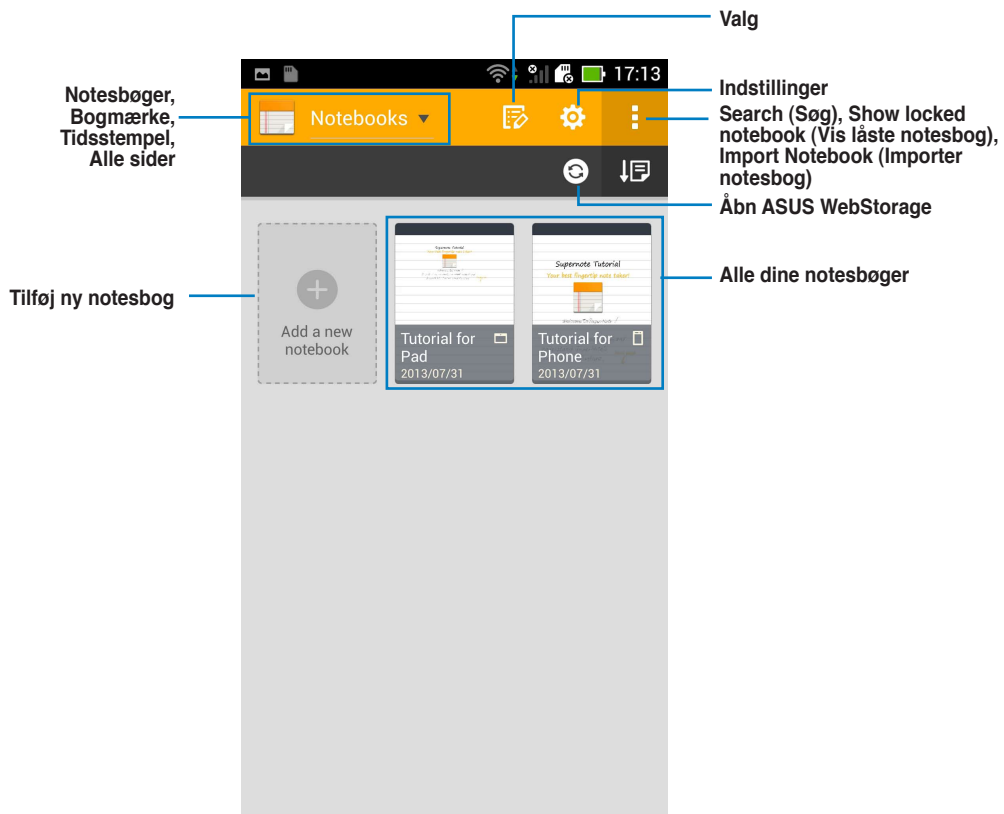 Valg
17:13
Notesbøger,
Bogmærke,
Tidsstempel,
Alle sider
Notebooks
Indstillinger
Search (Søg), Show locked
notebook (Vis låste notesbog),
Import Notebook (Importer
notesbog)
Åbn ASUS WebStorage
Tilføj ny notesbog
Add a new
notebook
Supernote Tutorial
Tutorial for
Pad
2013/07/31
Supernote Tutorial
Your best fingertip note taker!
Tutorial for
Phone
2013/07/31
Alle dine notesbøger